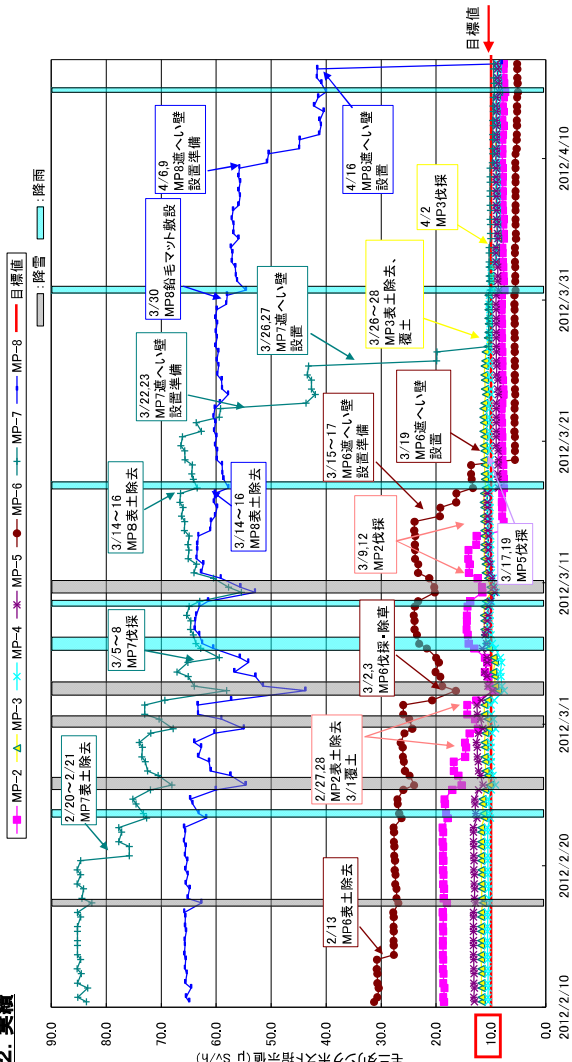 2. 実績
MP-2
MP-3
MP-4
MP-5
MP-6
MP-7
MP-8
目標値
:降雪
:降雨
モニタリングポスト指示値(μSv/h)
90.0
80.0
70.0
60.0
50.0
40.0
30.0
20.0
10.0
0.0
2012/2/10
2012/2/20
2012/3/1
2012/3/11
2012/3/21
2012/3/31
2012/4/10
目標値
2/20～2/21
MP7表土除去
2/13
MP6表土除去
2/27,28
MP2表土除去
3/1覆土
3/2,3
MP6伐採・除草
3/5～8
MP7伐採
3/9,12
MP2伐採
3/14～16
MP8表土除去
3/14～16
MP8表土除去
3/17,19
MP5伐採
3/15～17
MP6遮へい壁
設置準備
3/19
MP6遮へい壁
設置
3/22,23
MP7遮へい壁
設置準備
3/26,27
MP7遮へい壁
設置
3/26～28
MP3表土除去、
覆土
3/30
MP8鉛毛マット敷設
4/2
MP3伐採
4/6,9
MP8遮へい壁
設置準備
4/16
MP8遮へい壁
設置